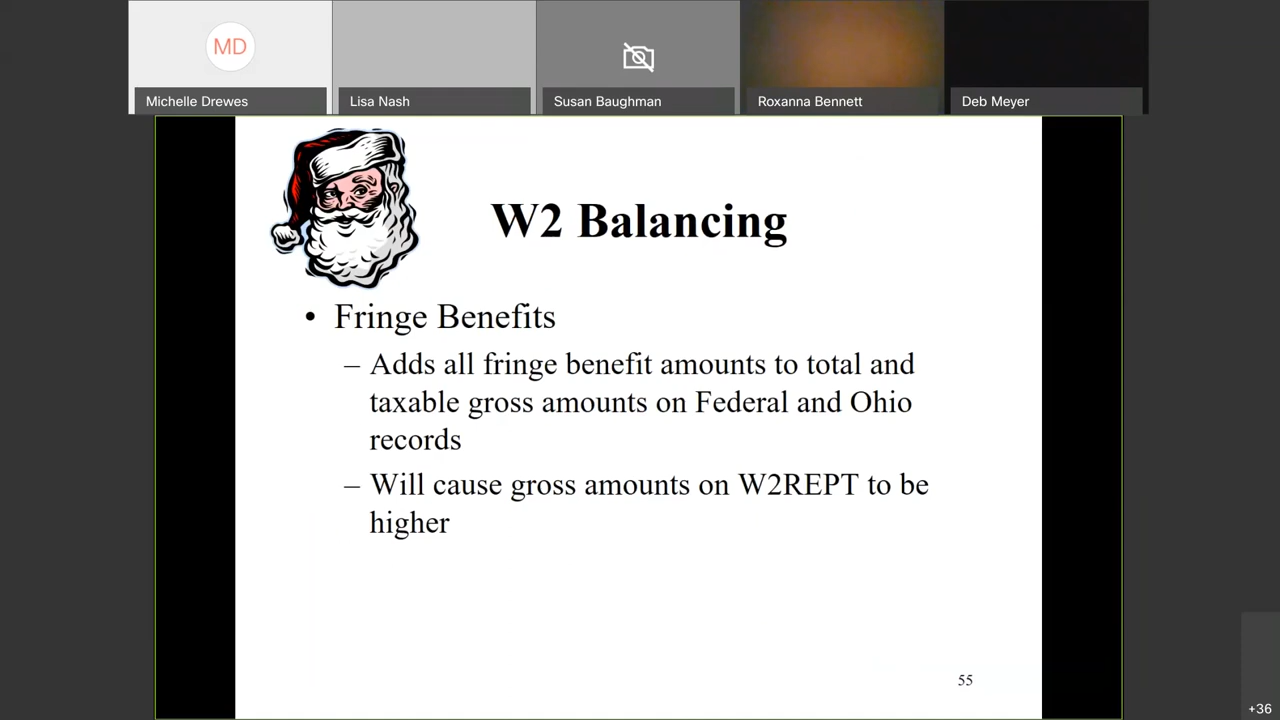 MD
Michelle Drewes
Lisa Nash
Susan Baughman
Roxanna Bennett
Deb Meyer
W2 Balancing
• Fringe Benefits
– Adds all fringe benefit amounts to total and
taxable gross amounts on Federal and Ohio
records
– Will cause gross amounts on W2REPT to be
higher
55
+36